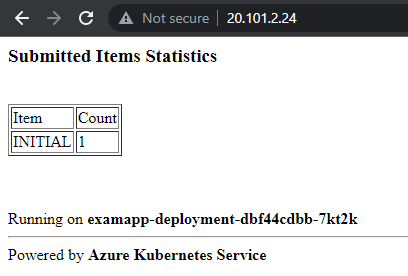 Not secure 20.101.2.24
Submitted Items Statistics
Item Count
INITIAL 1
Running on examapp-deployment-dbf44cdbb-7kt2k
Powered by Azure Kubernetes Service